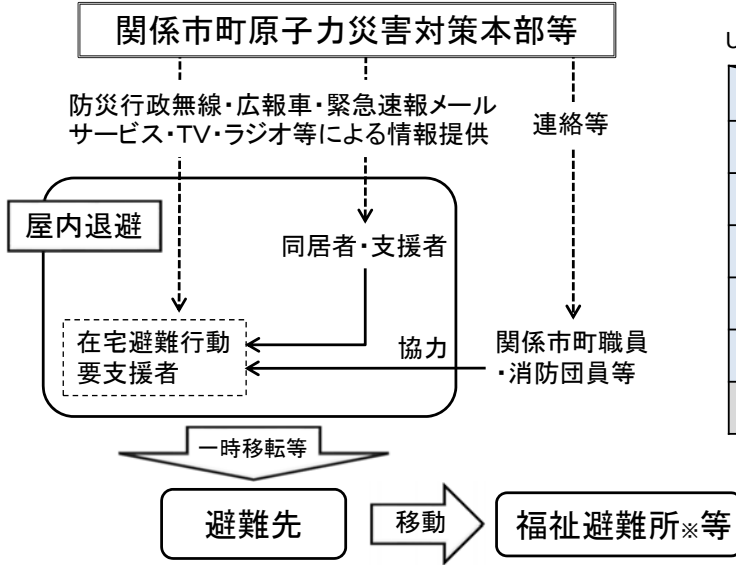 関係市町原子力災害対策本部等
U
防災行政無線・広報車・緊急速報メール
サービス・TV・ラジオ等による情報提供
連絡等
屋内退避
同居者・支援者
在宅避難行動
要支援者
協力
関係市町職員
・消防団員等
一時移転等
避難先
移動
福祉避難所※等